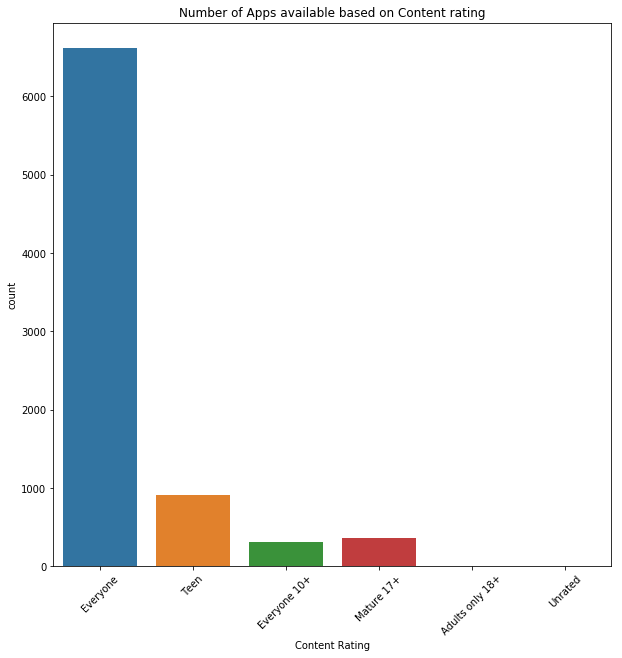 Number of Apps available based on Content rating
6000
5000
4000
3000
2000
1000
0
count
Everyone
Teen
Everyone 10+
Mature 17+
Adults only 18+
Unrated
Content Rating